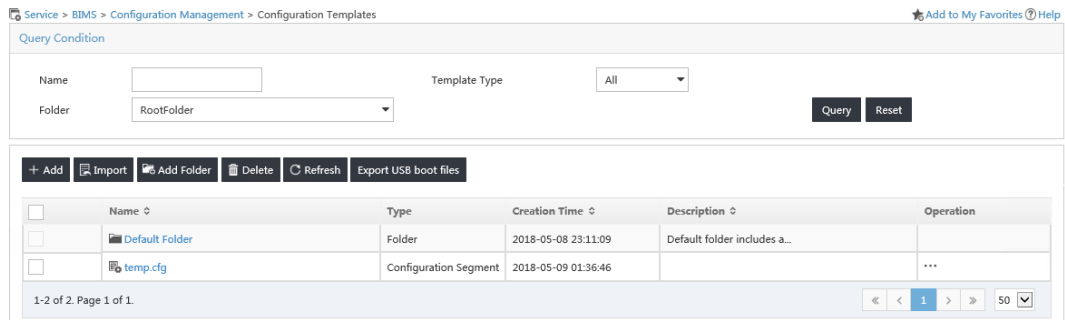 Service > BIMS > Configuration Management > Configuration Templates Add to My Favorites ? Help
Query Condition
Name Template Type All
Folder RootFolder Query Reset
+ Add Import Add Folder Delete Refresh Export USB boot files
Name Type Creation Time Description Operation
Default Folder Folder 2018-05-08 23:11:09 Default folder includes a...
temp.cfg Configuration Segment 2018-05-09 01:36:46 ...
1-2 of 2. Page 1 of 1. « < 1 > » 50